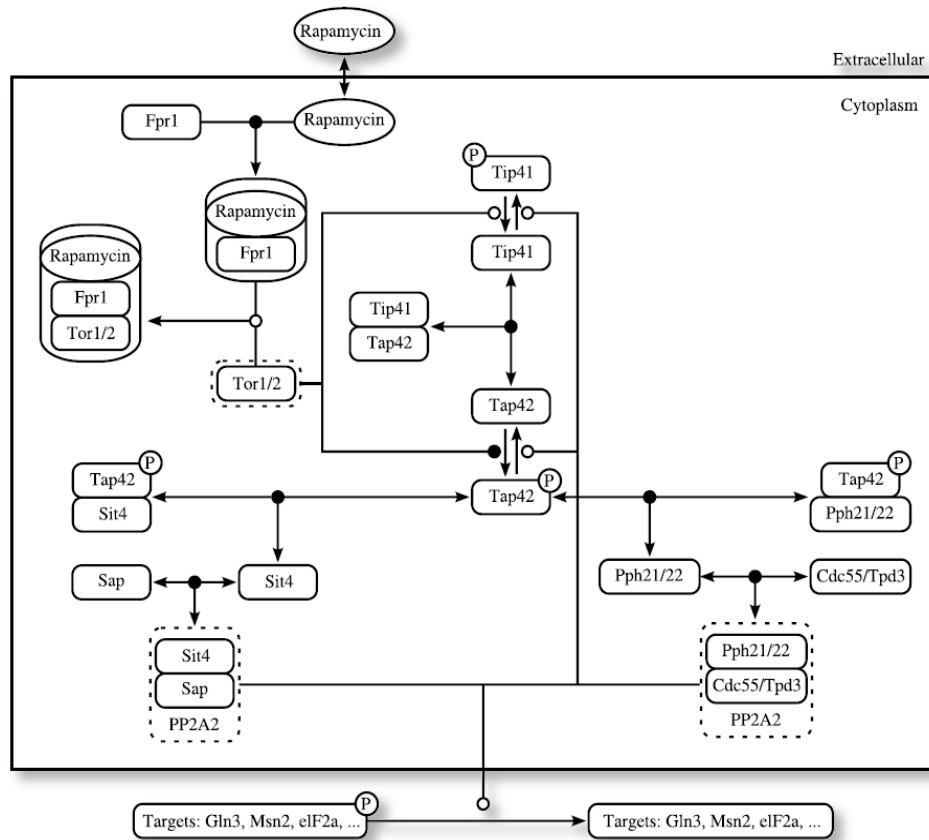 Rapamycin
Extracellular
Cytoplasm
Fpr1
Rapamycin
P
Tip41
Rapamycin
Fpr1
Rapamycin
Fpr1
Tor1/2
Tip41
Tip41
Tap42
Tor1/2
Tap42
P
Tap42
Sit4
Tap42
P
P
Tap42
Pph21/22
Sap
Sit4
Pph21/22
Cdc55/Tpd3
Sit4
Sap
PP2A2
Pph21/22
Cdc55/Tpd3
PP2A2
P
Targets: Gln3, Msn2, elF2a, ...
Targets: Gln3, Msn2, elF2a, ...